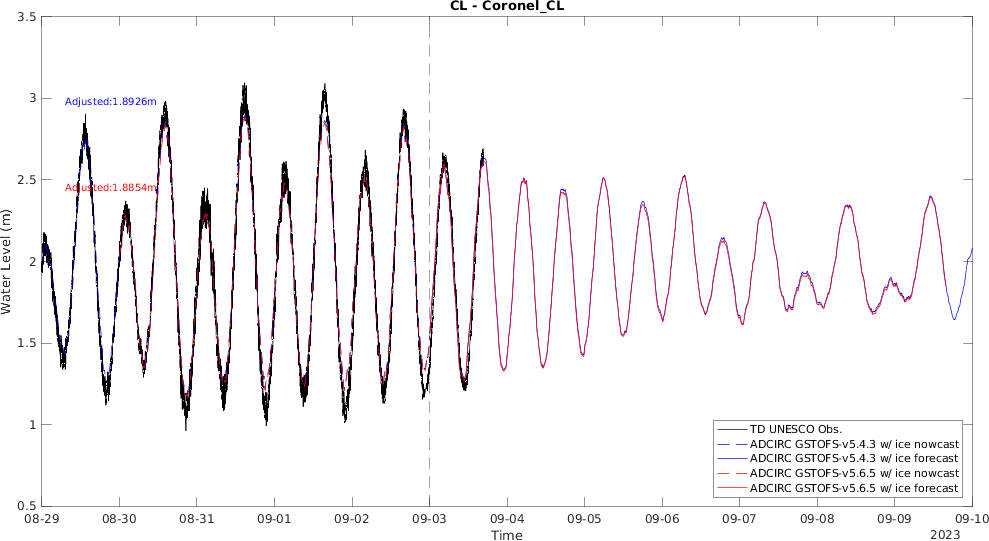 CL - Coronel_CL
3.5
3
2.5
2
1.5
1
0.5
Water Level (m)
Adjusted:1.8926m
Adjusted:1.8854m
TD UNESCO Obs.
ADCIRC GSTOFS-v5.4.3 w/ ice nowcast
ADCIRC GSTOFS-v5.4.3 w/ ice forecast
ADCIRC GSTOFS-v5.6.5 w/ ice nowcast
ADCIRC GSTOFS-v5.6.5 w/ ice forecast
08-29 08-30 08-31 09-01 09-02 09-03 09-04 09-05 09-06 09-07 09-08 09-09 09-10
Time
2023